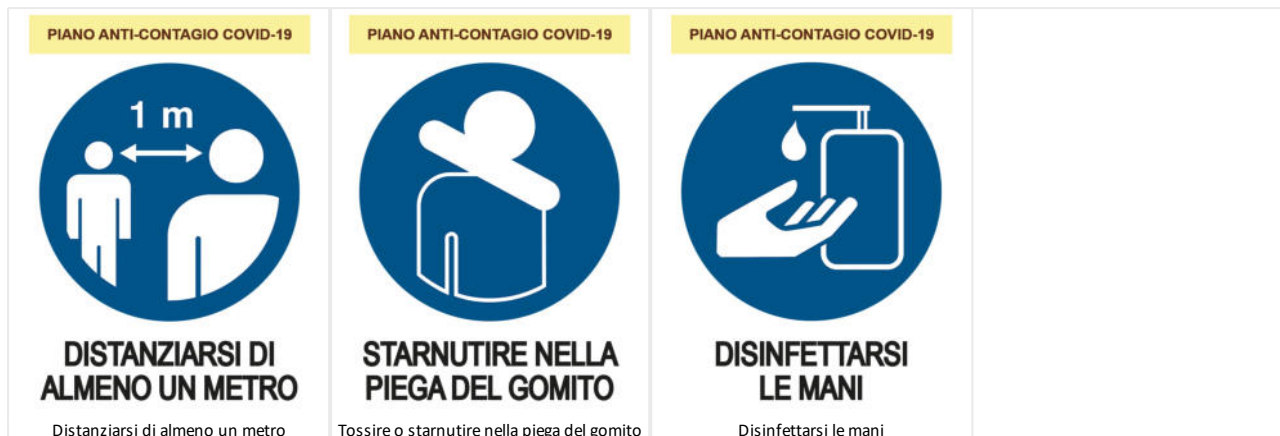 PIANO ANTI-CONTAGIO COVID-19
1 m
DISTANZIARSI DI
ALMENO UN METRO
Distanziarsi di almeno un metro
PIANO ANTI-CONTAGIO COVID-19
STARNUTIRE NELLA
PIEGA DEL GOMITO
Tossire o starnutire nella piega del gomito
PIANO ANTI-CONTAGIO COVID-19
DISINFETTARSI
LE MANI
Disinfettarsi le mani